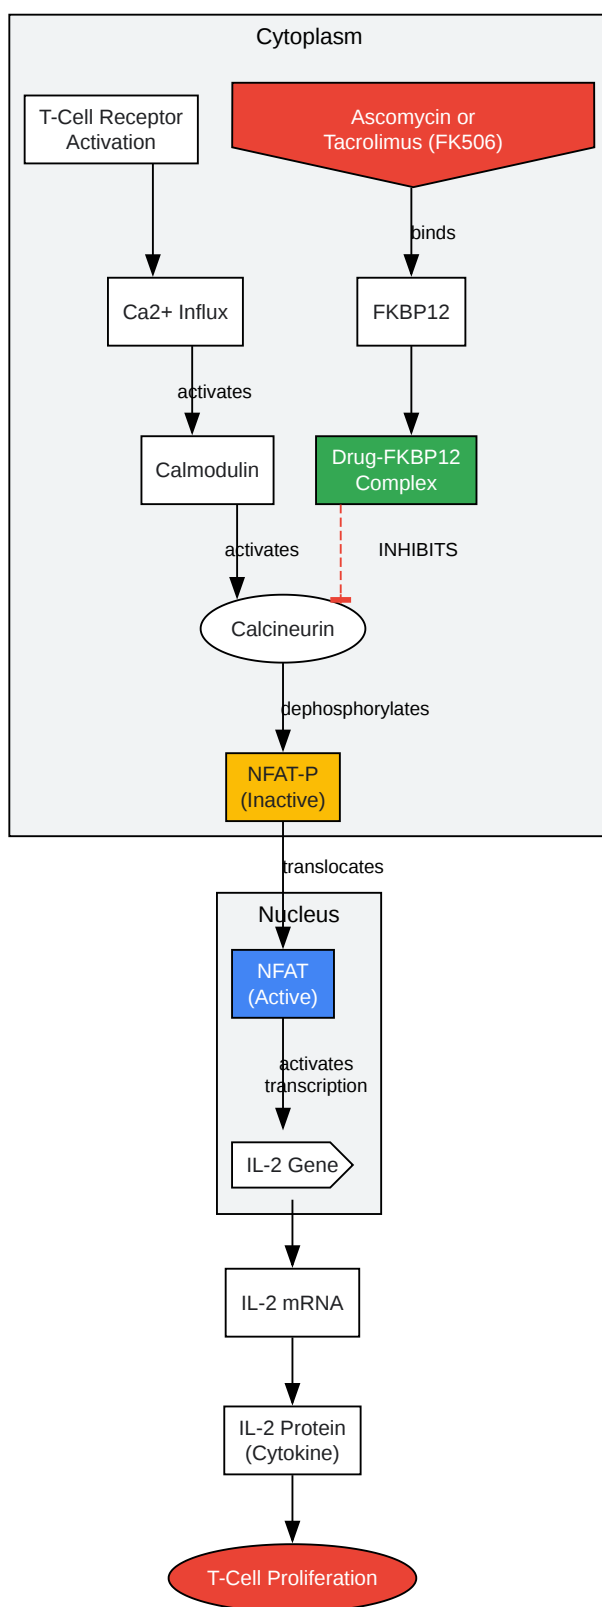 Cytoplasm
T-Cell Receptor
Activation
Ascomycin or
Tacrolimus (FK506)
binds
Ca2+ Influx
FKBP12
activates
Calmodulin
Drug-FKBP12
Complex
activates
INHIBITS
Calcineurin
dephosphorylates
NFAT-P
(Inactive)
translocates
Nucleus
NFAT
(Active)
activates
transcription
IL-2 Gene
IL-2 mRNA
IL-2 Protein
(Cytokine)
T-Cell Proliferation